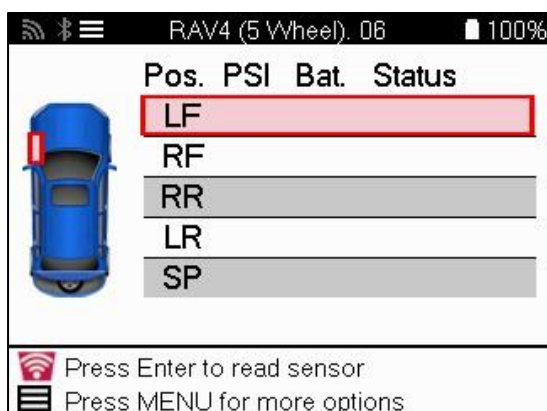 RAV4 (5 Wheel). 06 100%
Pos. PSI Bat. Status
LF
RF
RR
LR
SP
Press Enter to read sensor
Press MENU for more options